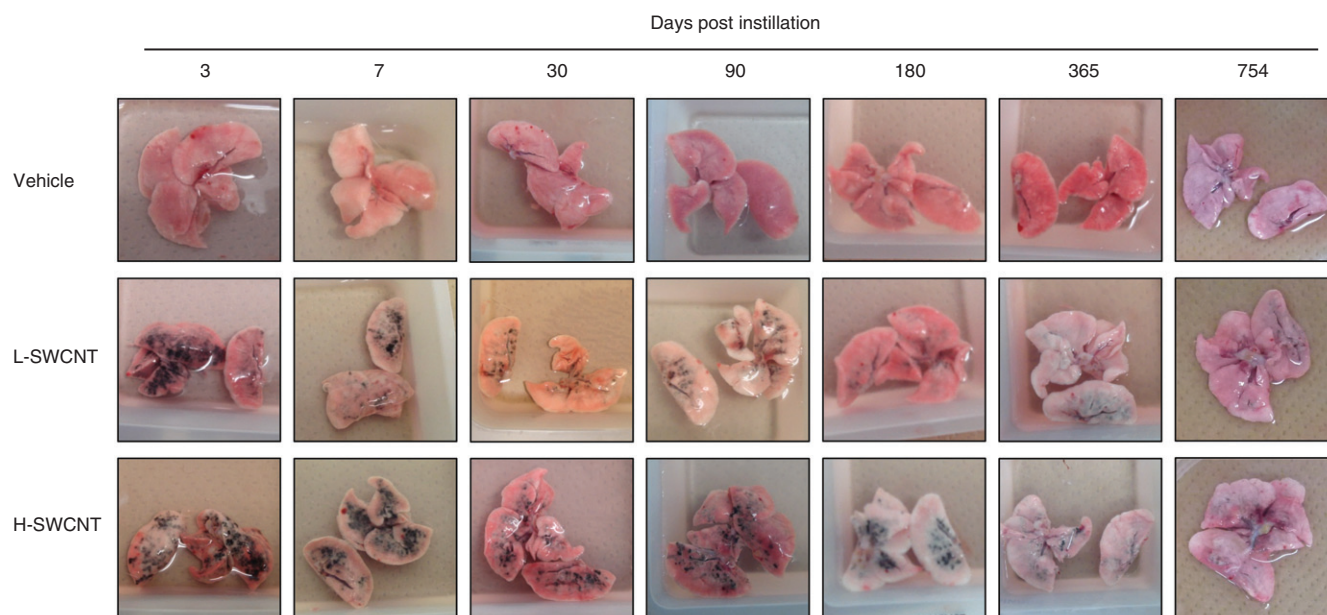 Days post instillation
3 7 30 90 180 365 754
Vehicle
L-SWCNT
H-SWCNT